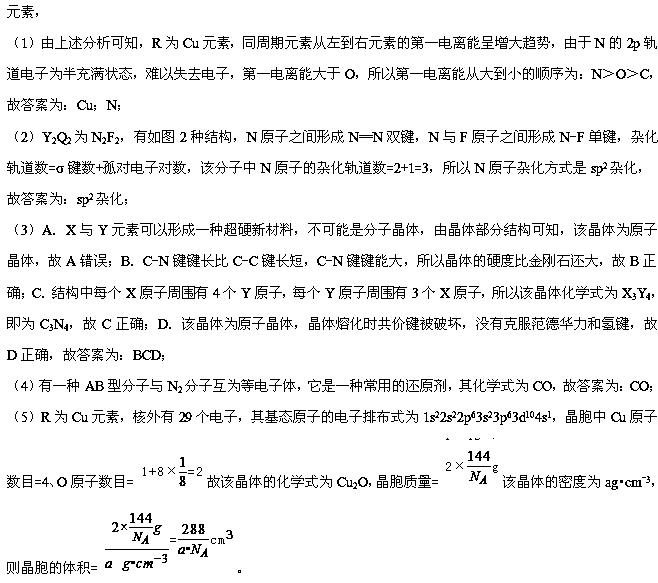 元素，
（1）由上述分析可知，R 为 Cu 元素，同周期元素从左到右元素的第一电离能呈增大趋势，由于 N 的 2p 轨
道电子为半充满状态，难以失去电子，第一电离能大于 O，所以第一电离能从大到小的顺序为：N＞O＞C，
故答案为：Cu；N；
（2）Y₂Q₂ 为 N₂F₂，有如图 2 种结构，N 原子之间形成 N═N 双键，N 与 F 原子之间形成 N-F 单键，杂化
轨道数=σ 键数+孤对电子对数，该分子中 N 原子的杂化轨道数=2+1=3，所以 N 原子杂化方式是 sp² 杂化，
故答案为：sp² 杂化；
（3）A．X 与 Y 元素可以形成一种超硬新材料，不可能是分子晶体，由晶体部分结构可知，该晶体为原子
晶体，故 A 错误；B．C-N 键键长比 C-C 键长短，C-N 键键能大，所以晶体的硬度比金刚石还大，故 B 正
确；C. 结构中每个 X 原子周围有 4 个 Y 原子，每个 Y 原子周围有 3 个 X 原子，所以该晶体化学式为 X₃Y₄，
即为 C₃N₄，故 C 正确；D．该晶体为原子晶体，晶体熔化时共价键被破坏，没有克服范德华力和氢键，故
D 正确，故答案为：BCD；
（4）有一种 AB 型分子与 N₂ 分子互为等电子体，它是一种常用的还原剂，其化学式为 CO，故答案为：CO；
（5）R 为 Cu 元素，核外有 29 个电子，其基态原子的电子排布式为 1s²2s²2p⁶3s²3p⁶3d¹⁰4s¹，晶胞中 Cu 原子
数目=4、O 原子数目= 1+8×1/8=2 故该晶体的化学式为 Cu₂O，晶胞质量= 2×144/N_A g 该晶体的密度为 ag•cm⁻³，
则晶胞的体积= (2×144/N_A g)/(a g•cm⁻³)=288/(a•N_A) cm³ 。